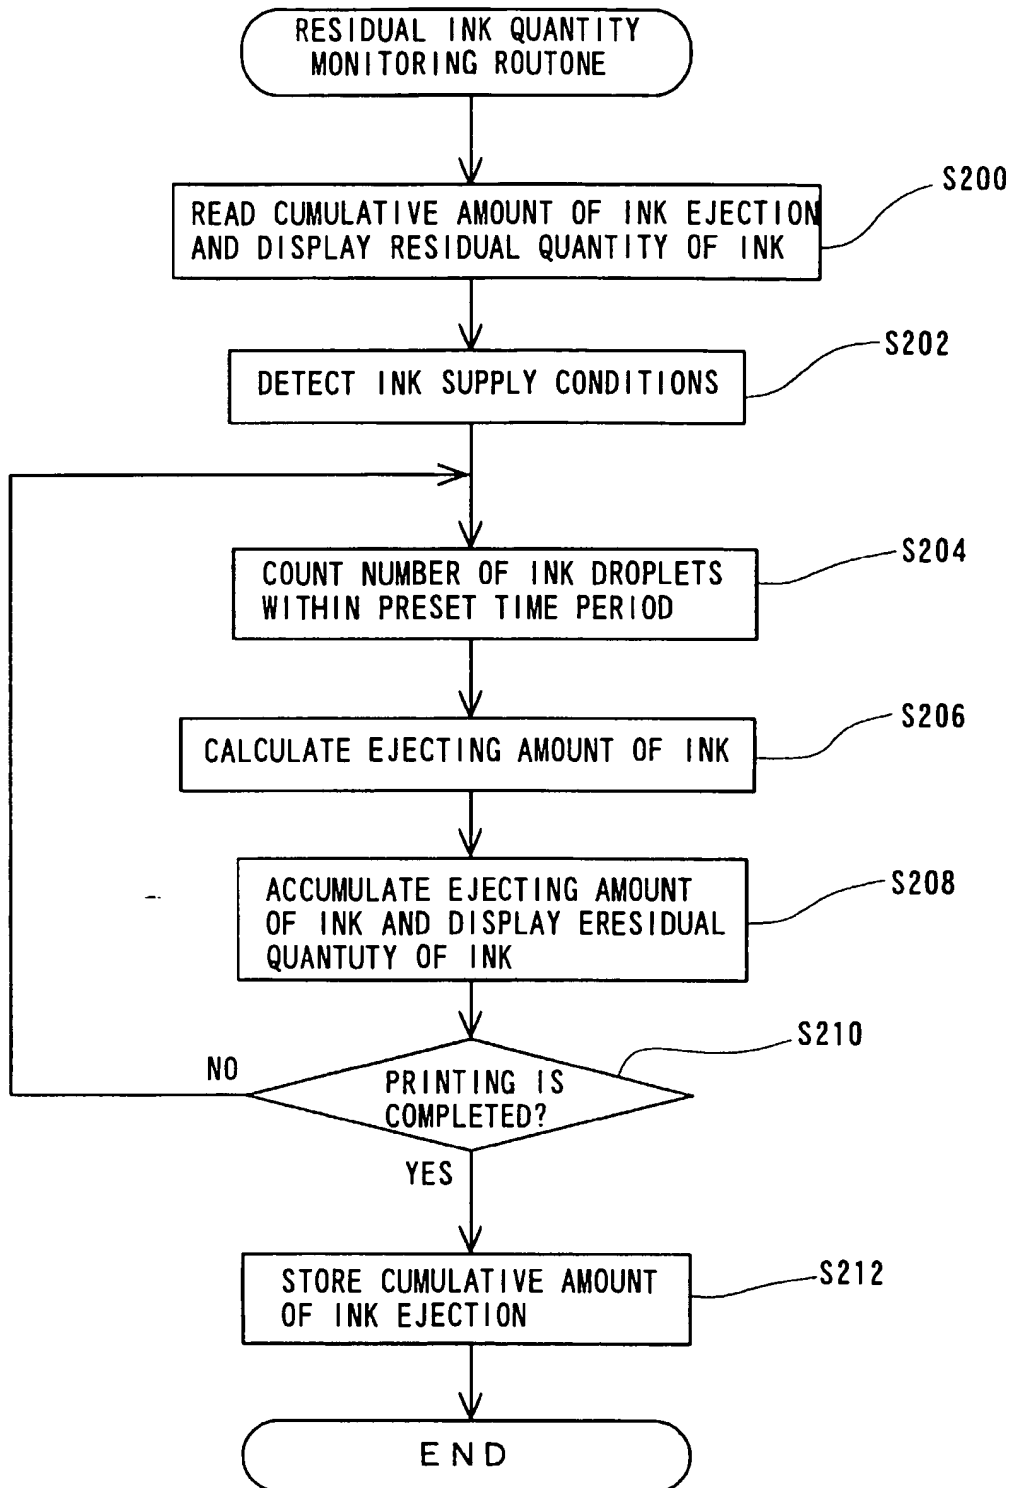 RESIDUAL INK QUANTITY
MONITORING ROUTONE
S200
READ CUMULATIVE AMOUNT OF INK EJECTION
AND DISPLAY RESIDUAL QUANTITY OF INK
S202
DETECT INK SUPPLY CONDITIONS
S204
COUNT NUMBER OF INK DROPLETS
WITHIN PRESET TIME PERIOD
S206
CALCULATE EJECTING AMOUNT OF INK
S208
ACCUMULATE EJECTING AMOUNT
OF INK AND DISPLAY ERESIDUAL
QUANTUTY OF INK
S210
NO
PRINTING IS
COMPLETED?
YES
S212
STORE CUMULATIVE AMOUNT
OF INK EJECTION
END